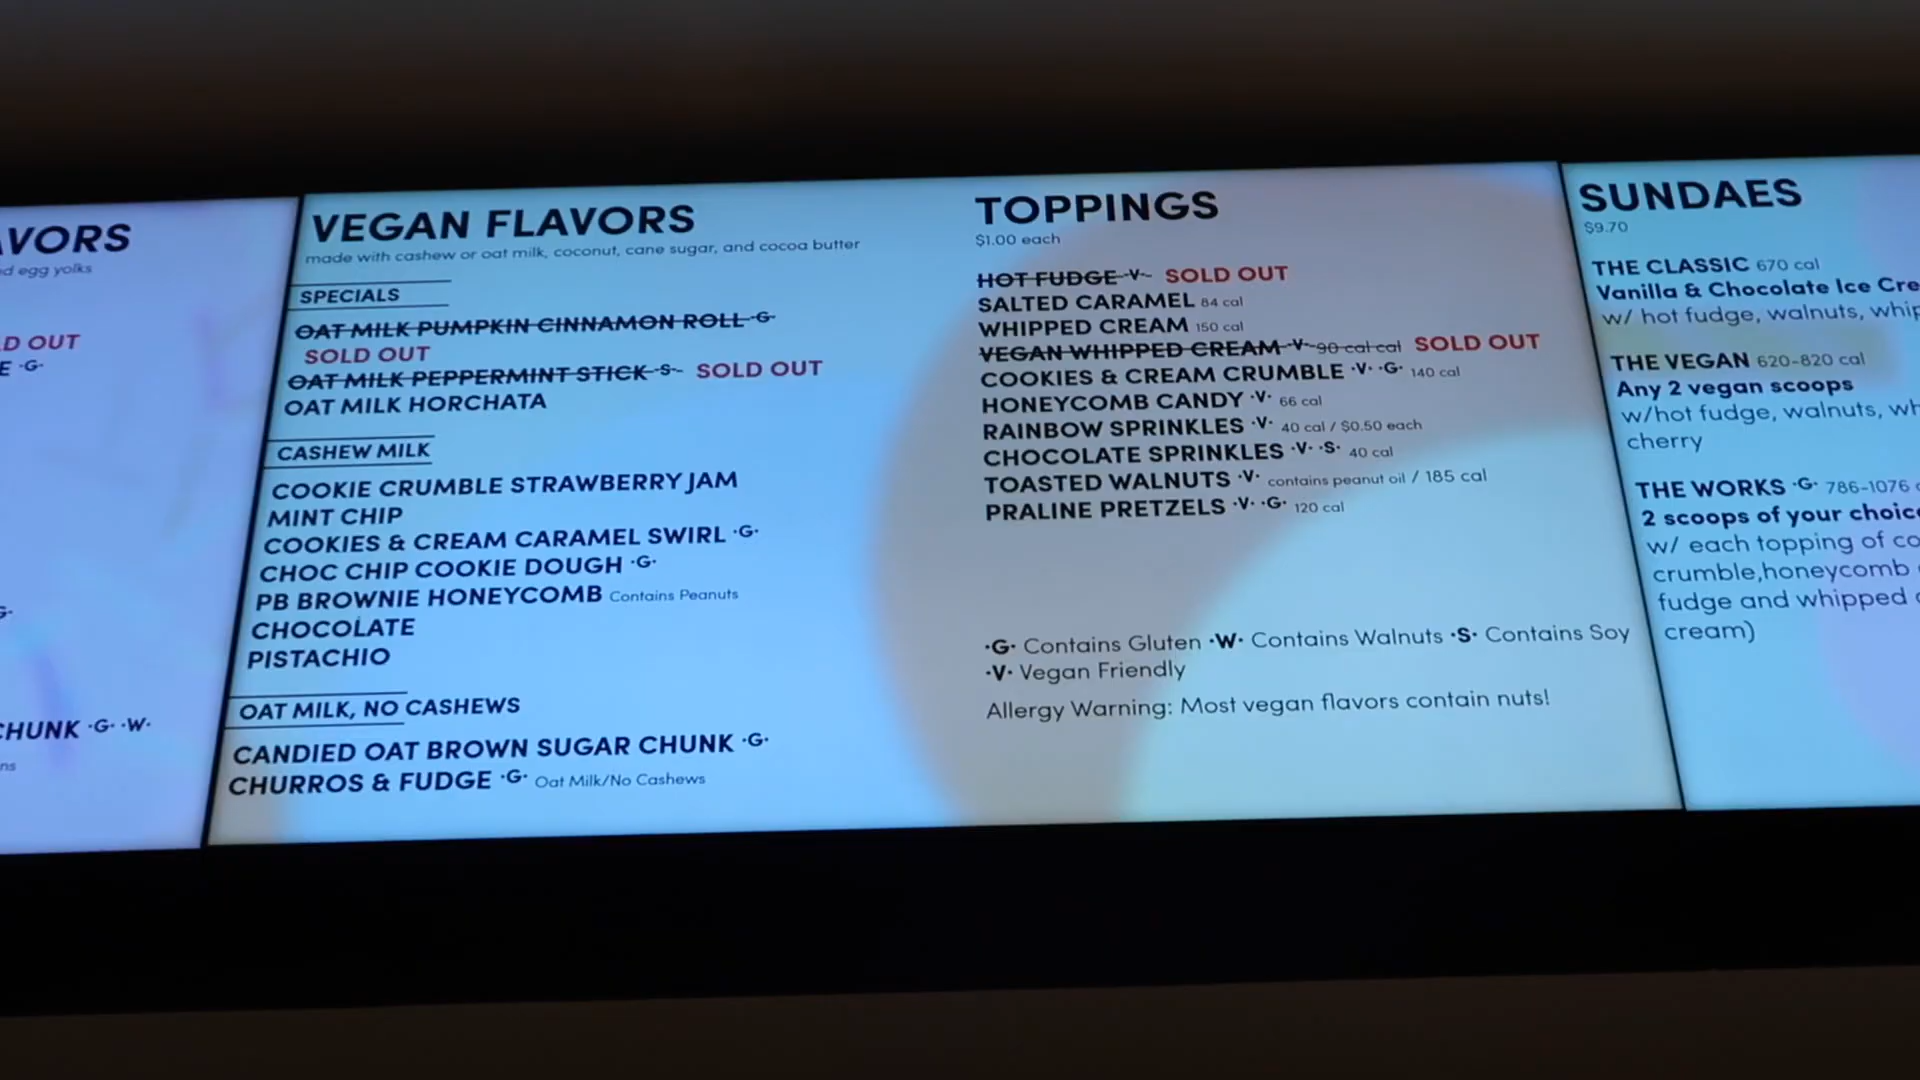 VORS
d egg yolks
D OUT
E ·G·
G·
CHUNK ·G· ·W·
ns
VEGAN FLAVORS
made with cashew or oat milk, coconut, cane sugar, and cocoa butter
SPECIALS
OAT MILK PUMPKIN CINNAMON ROLL ·G·
SOLD OUT
OAT MILK PEPPERMINT STICK ·S· SOLD OUT
OAT MILK HORCHATA
CASHEW MILK
COOKIE CRUMBLE STRAWBERRY JAM
MINT CHIP
COOKIES & CREAM CARAMEL SWIRL ·G·
CHOC CHIP COOKIE DOUGH ·G·
PB BROWNIE HONEYCOMB Contains Peanuts
CHOCOLATE
PISTACHIO
OAT MILK, NO CASHEWS
CANDIED OAT BROWN SUGAR CHUNK ·G·
CHURROS & FUDGE ·G· Oat Milk/No Cashews
TOPPINGS
$1.00 each
HOT FUDGE ·V· SOLD OUT
SALTED CARAMEL 84 cal
WHIPPED CREAM 150 cal
VEGAN WHIPPED CREAM ·V· 90 cal cal SOLD OUT
COOKIES & CREAM CRUMBLE ·V· ·G· 140 cal
HONEYCOMB CANDY ·V· 66 cal
RAINBOW SPRINKLES ·V· 40 cal / $0.50 each
CHOCOLATE SPRINKLES ·V· ·S· 40 cal
TOASTED WALNUTS ·V· contains peanut oil / 185 cal
PRALINE PRETZELS ·V· ·G· 120 cal
·G· Contains Gluten ·W· Contains Walnuts ·S· Contains Soy
·V· Vegan Friendly
Allergy Warning: Most vegan flavors contain nuts!
SUNDAES
$9.70
THE CLASSIC 670 cal
Vanilla & Chocolate Ice Cre
w/ hot fudge, walnuts, whip
THE VEGAN 620-820 cal
Any 2 vegan scoops
w/hot fudge, walnuts, wh
cherry
THE WORKS ·G· 786-1076 c
2 scoops of your choice
w/ each topping of co
crumble,honeycomb
fudge and whipped c
cream)